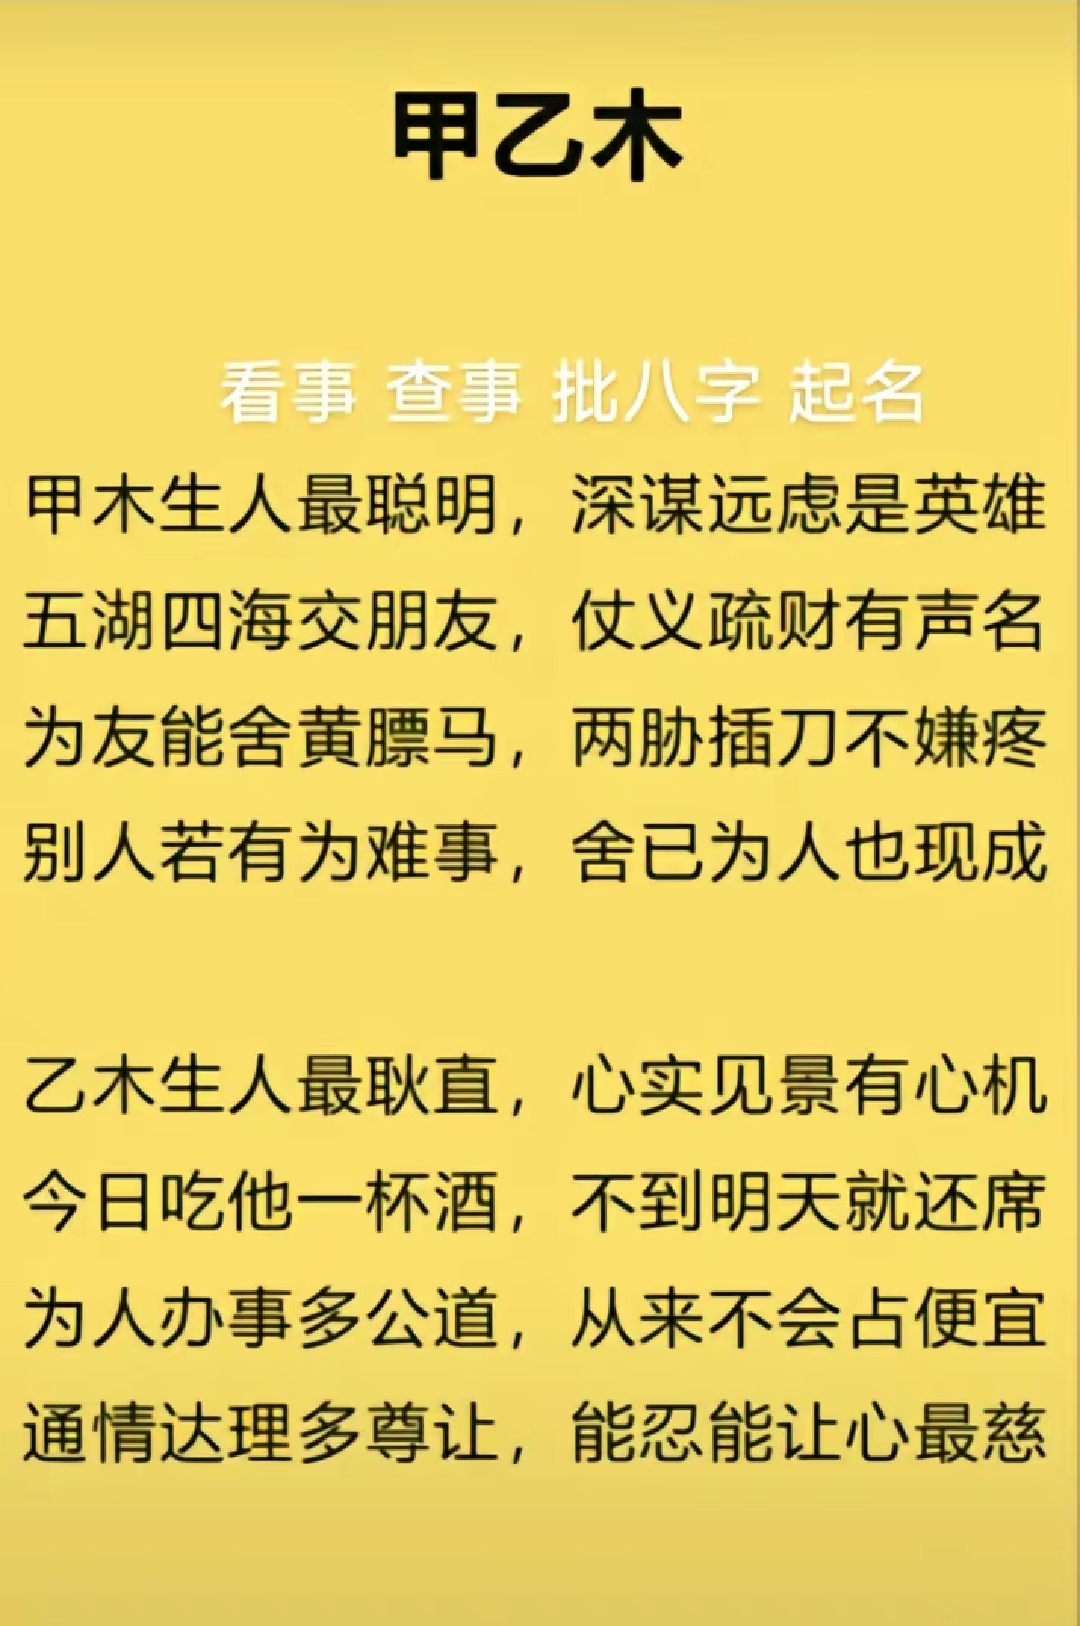 甲乙木
看事 查事 批八字 起名
甲木生人最聪明，深谋远虑是英雄
五湖四海交朋友，仗义疏财有声名
为友能舍黄膘马，两胁插刀不嫌疼
别人若有为难事，舍已为人也现成
乙木生人最耿直，心实见景有心机
今日吃他一杯酒，不到明天就还席
为人办事多公道，从来不会占便宜
通情达理多尊让，能忍能让心最慈